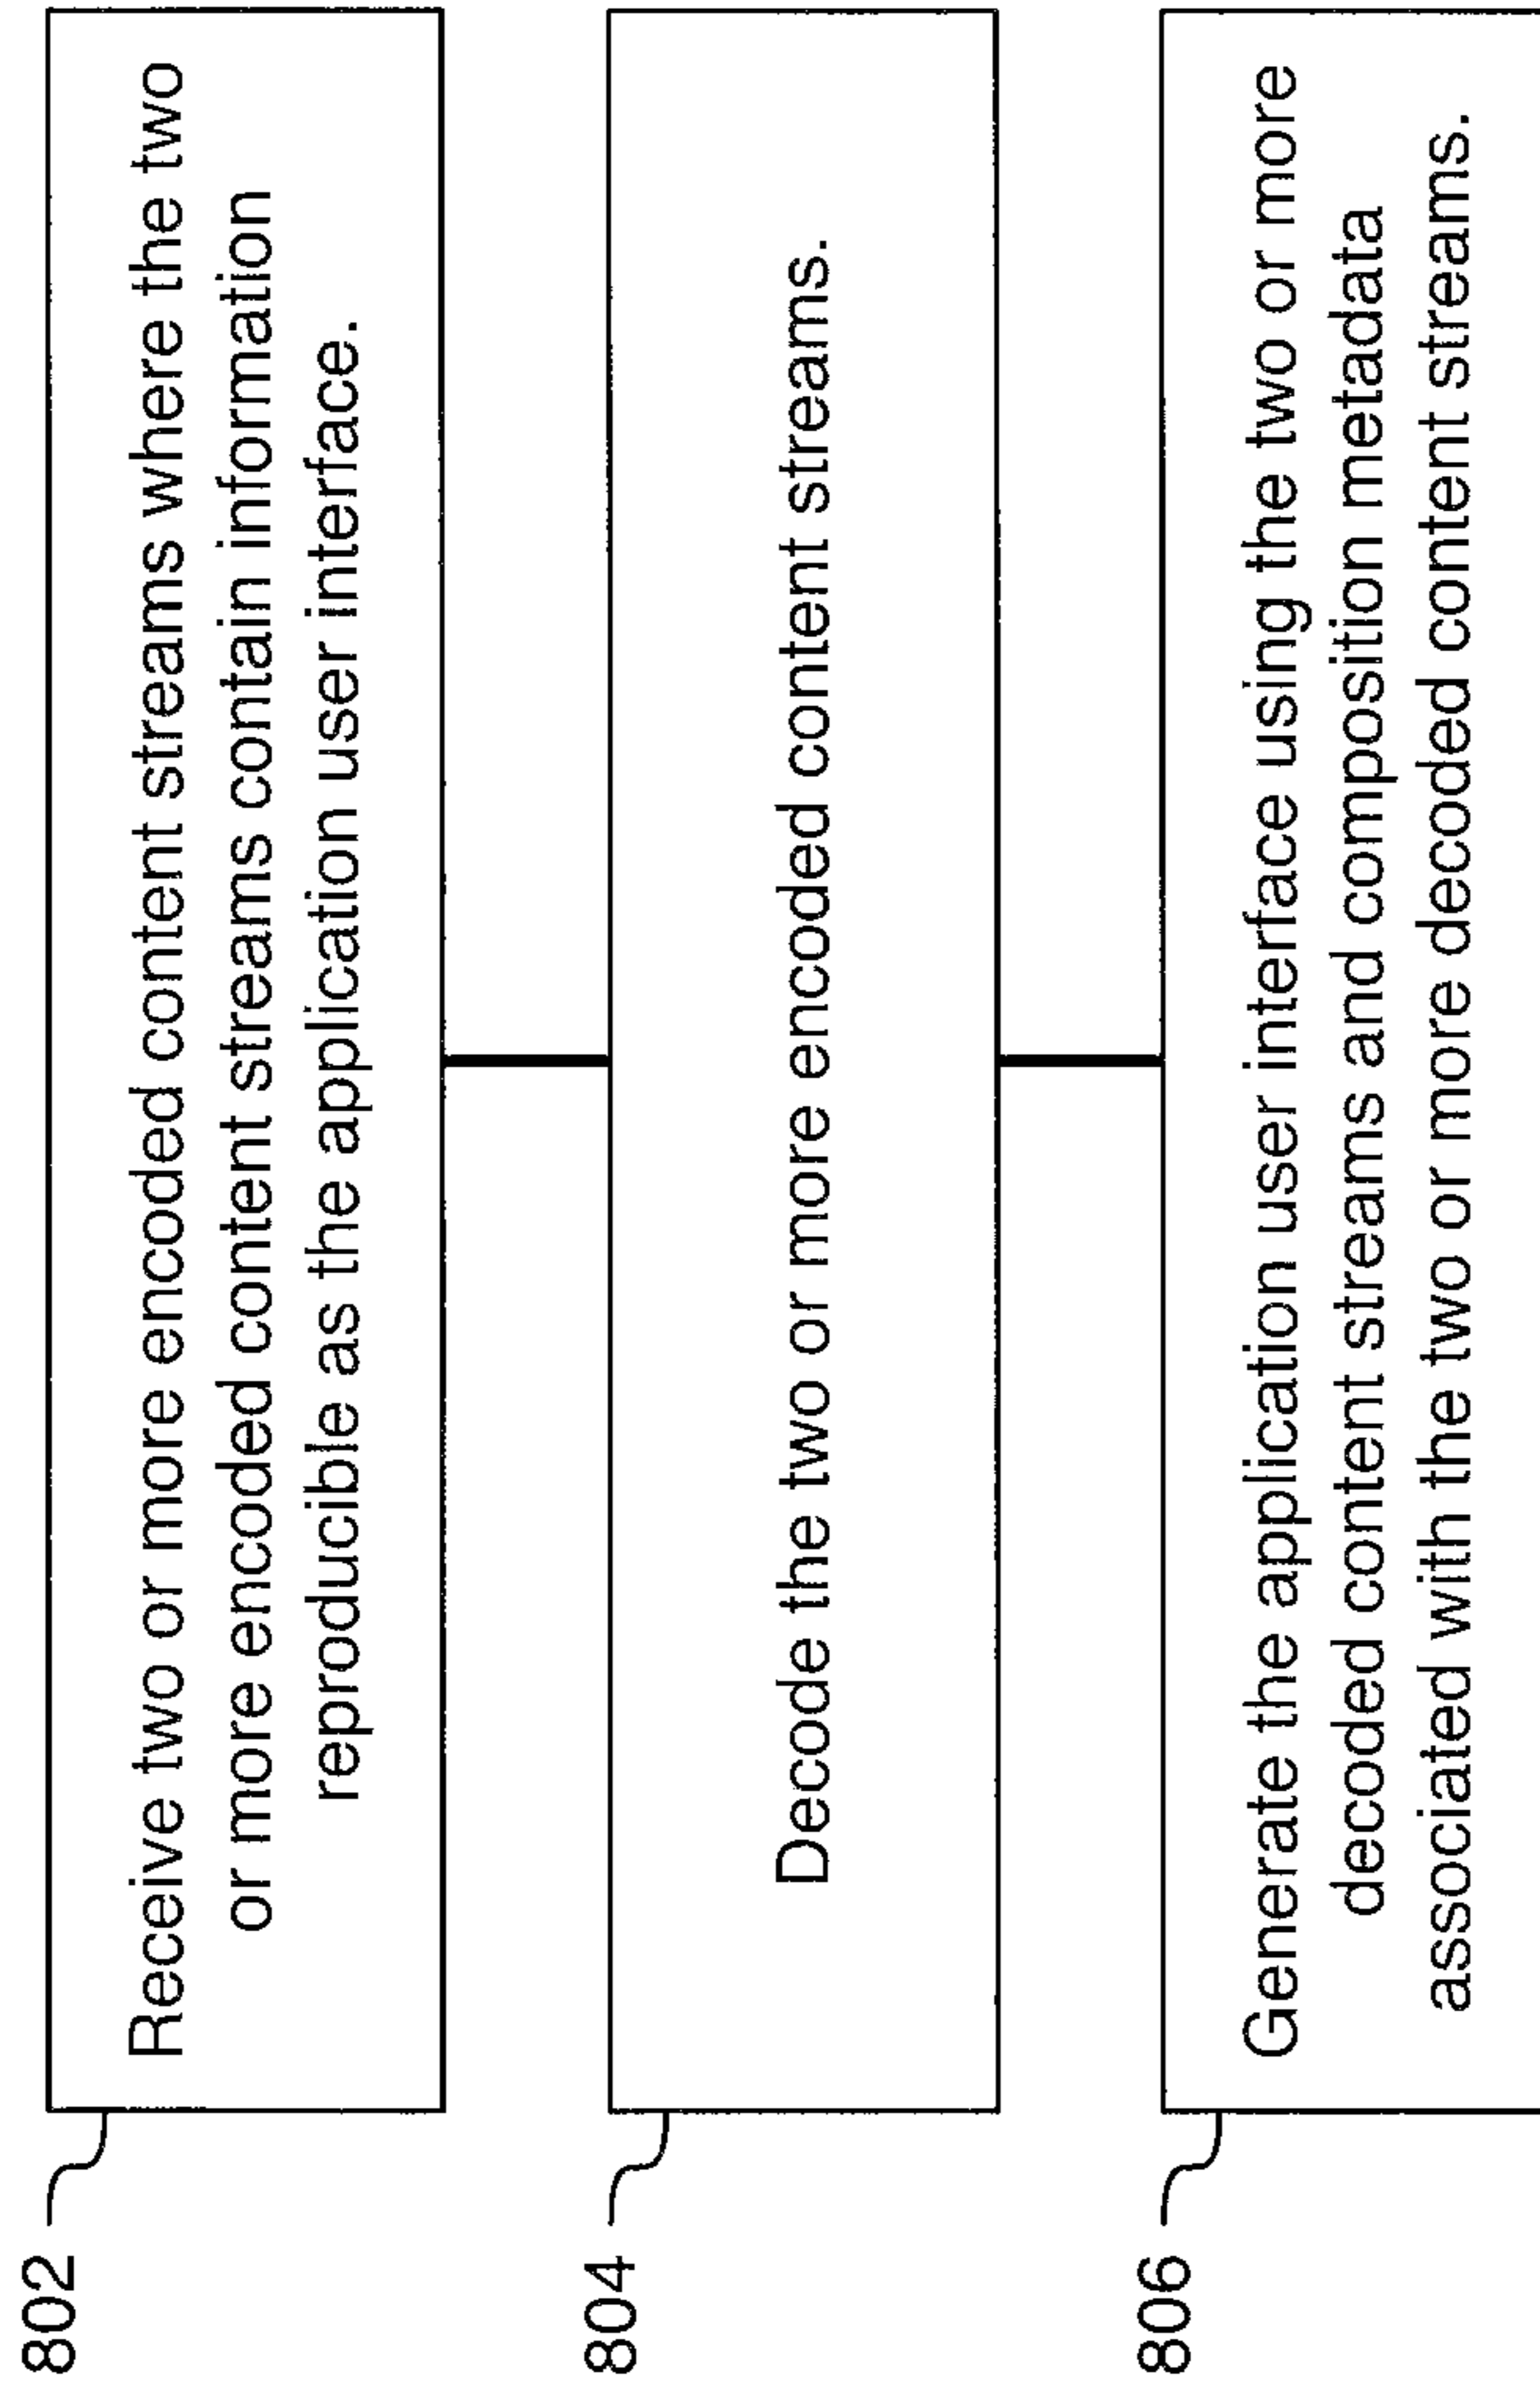 802
Receive two or more encoded content streams where the two
or more encoded content streams contain information
reproducible as the application user interface.
804
Decode the two or more encoded content streams.
806
Generate the application user interface using the two or more
decoded content streams and composition metadata
associated with the two or more decoded content streams.